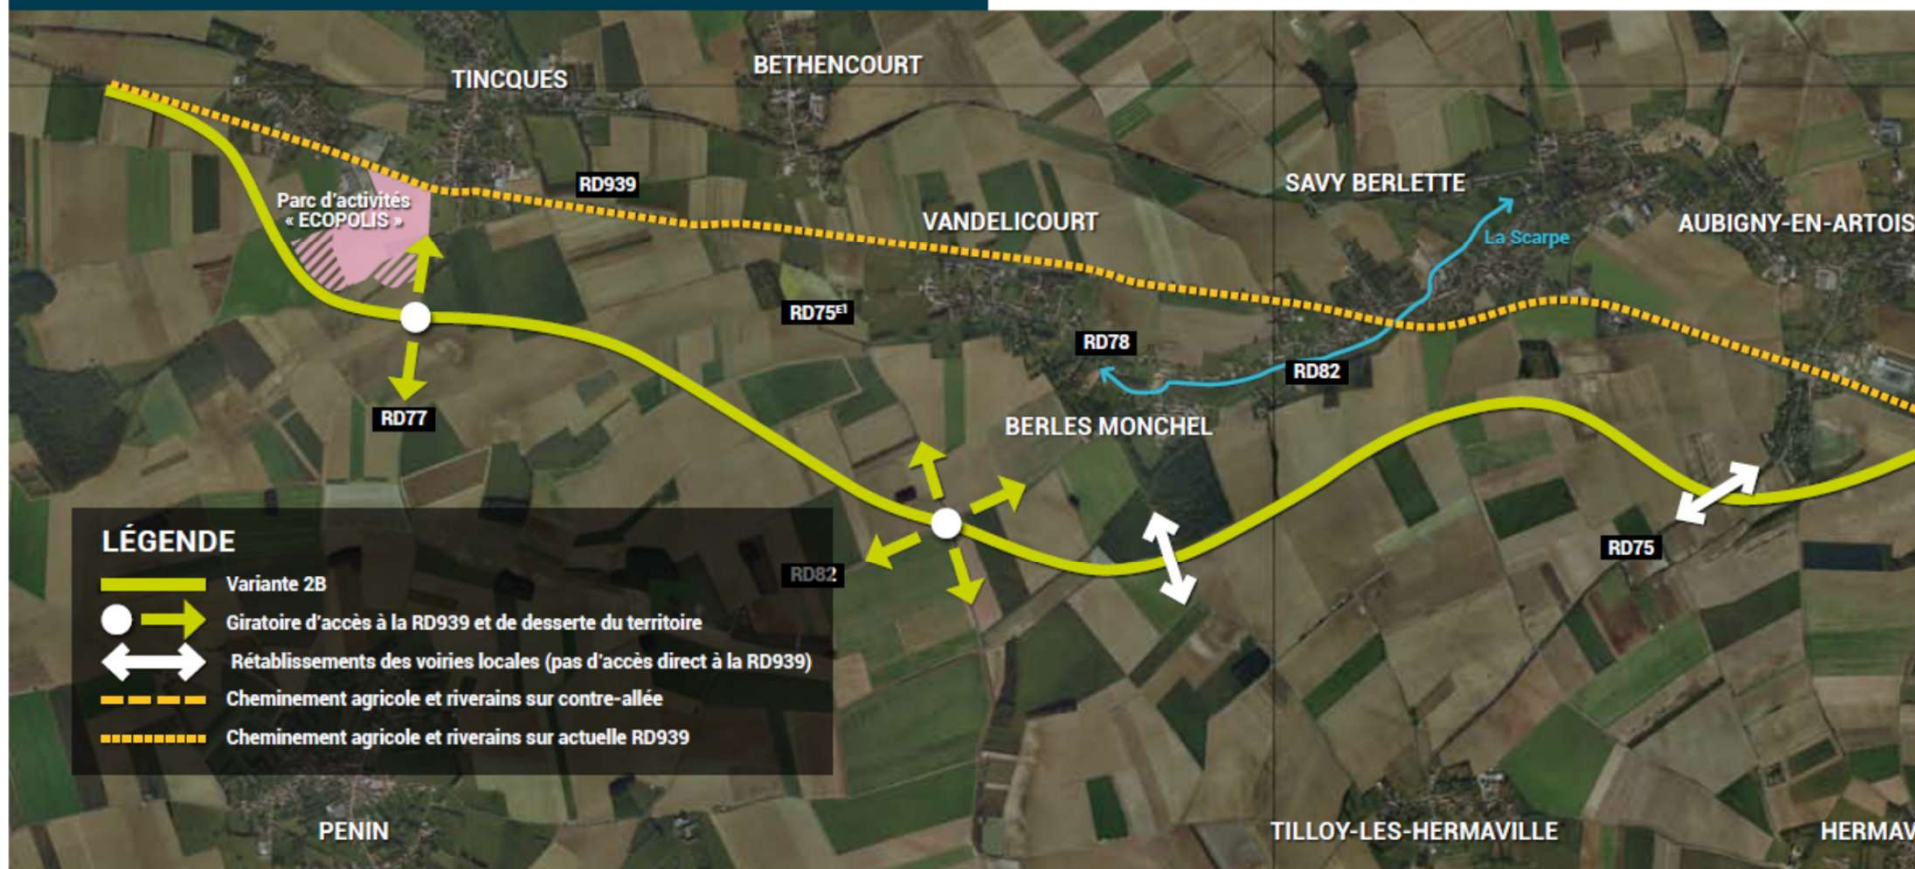 TINCQUES
BETHENCOURT
RD939
SAVY BERLETTE
Parc d'activités
« ECOPOLIS »
VANDELICOURT
La Scarpe
AUBIGNY-EN-ARTOIS
RD75E1
RD78
RD82
RD77
BERLES MONCHEL
RD75
RD82
LÉGENDE
Variante 2B
Giratoire d'accès à la RD939 et de desserte du territoire
Rétablissements des voiries locales (pas d'accès direct à la RD939)
Cheminement agricole et riverains sur contre-allée
Cheminement agricole et riverains sur actuelle RD939
PENIN
TILLOY-LES-HERMAVILLE
HERMAV